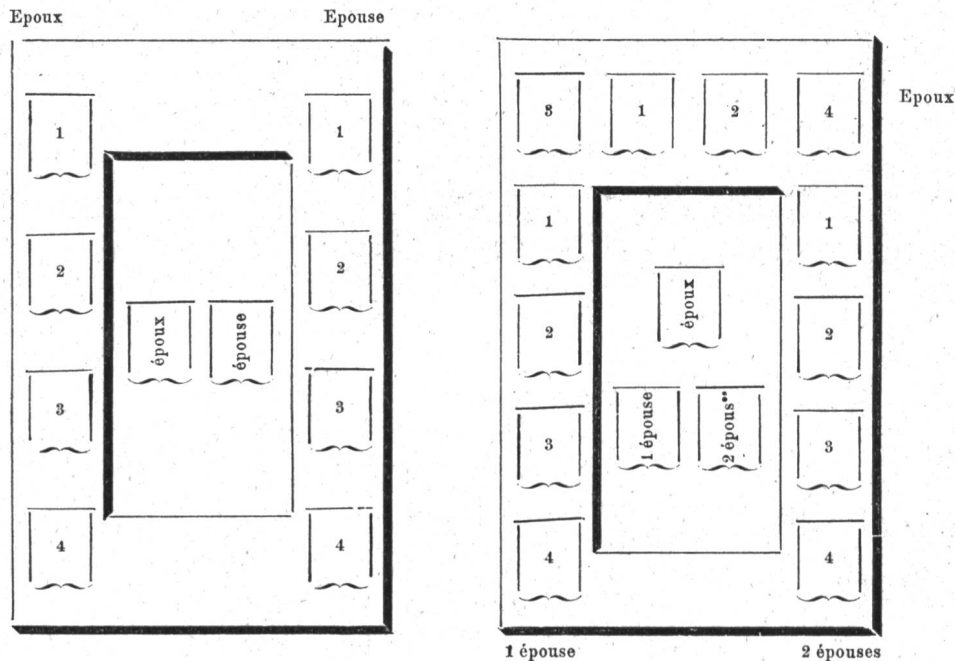 Epoux Epouse
1 1
2 2
époux épouse
3 3
4 4
3 1 2 4
Epoux
1 1
époux
2 2
1 épouse 2 épous**
3 3
4 4
1 épouse 2 épouses